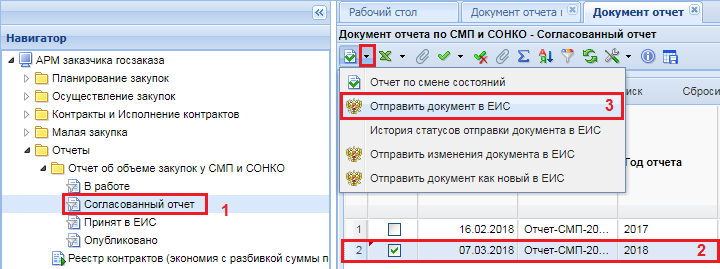 Навигатор
АРМ заказчика госзаказа
Планирование закупок
Осуществление закупок
Контракты и Исполнение контрактов
Малая закупка
Отчеты
Отчет об объеме закупок у СМП и СОНКО
В работе
Согласованный отчет
1
Принят в ЕИС
Опубликовано
Реестр контрактов (экономия с разбивкой суммы п
Рабочий стол
Документ отчета
Документ отчет
Документ отчета по СМП и СОНКО - Согласованный отчет
Отчет по смене состояний
Отправить документ в ЕИС
3
История статусов отправки документа в ЕИС
Отправить изменения документа в ЕИС
Отправить документ как новый в ЕИС
иск
Сброси
Год отчета
1 16.02.2018 Отчет-СМП-20... 2017
2 07.03.2018 Отчет-СМП-20... 2018
2